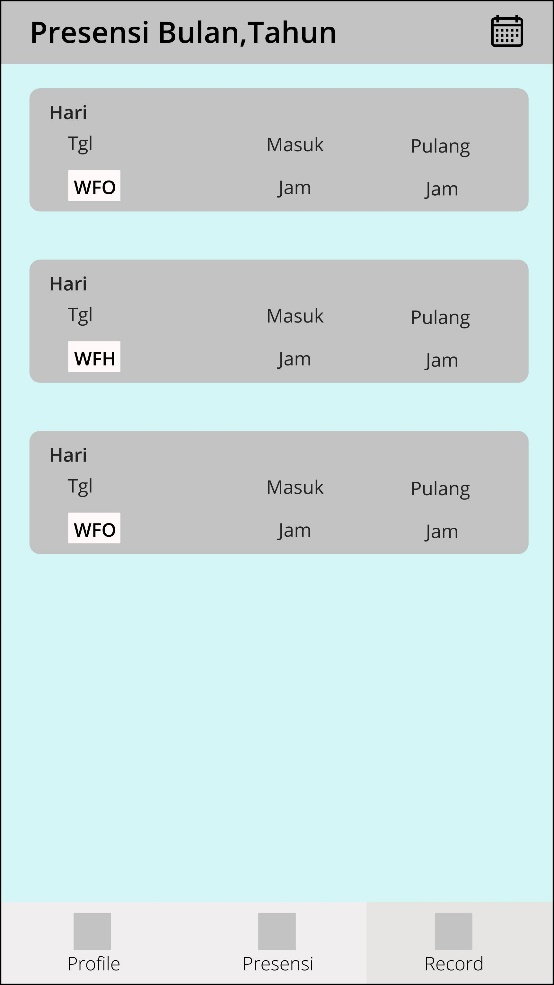 Presensi Bulan,Tahun
Hari
Tgl Masuk Pulang
WFO Jam Jam
Hari
Tgl Masuk Pulang
WFH Jam Jam
Hari
Tgl Masuk Pulang
WFO Jam Jam
Profile Presensi Record